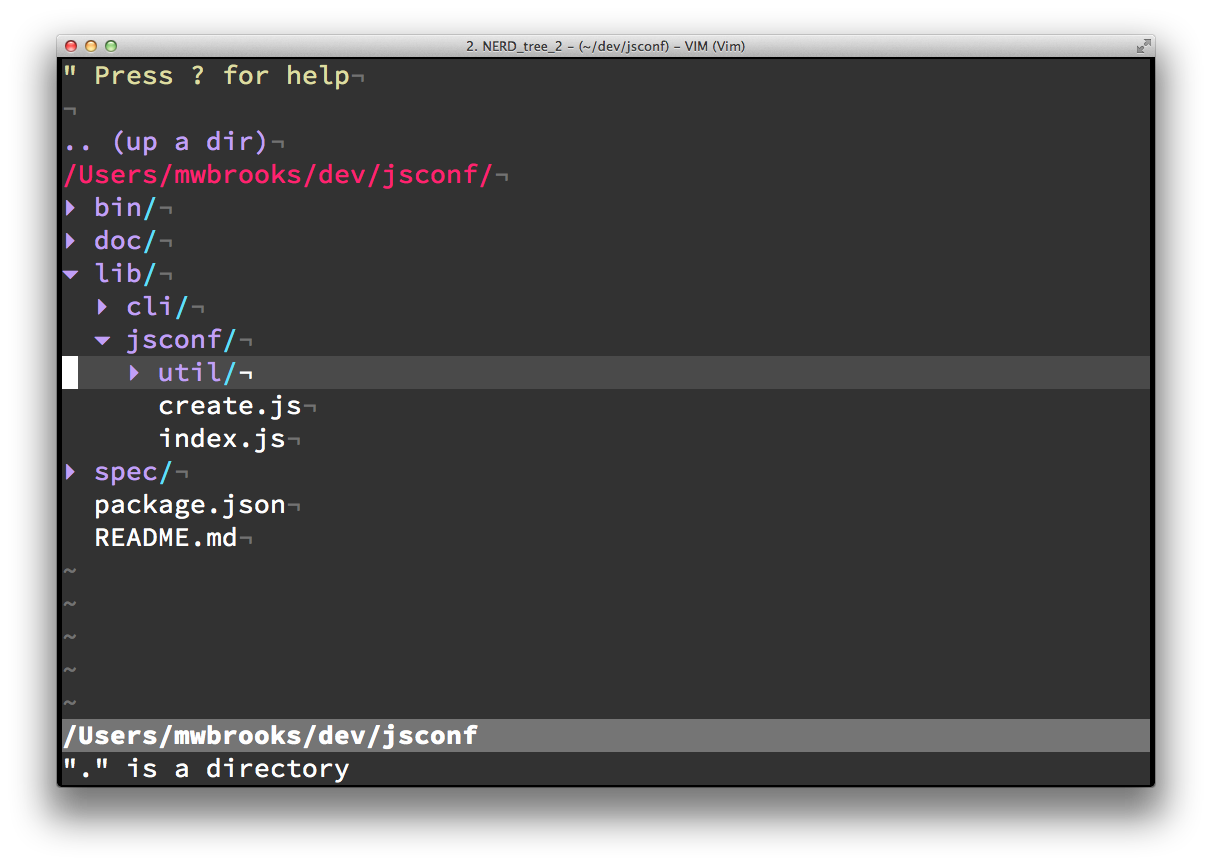 2. NERD_tree_2 – (~/dev/jsconf) – VIM (Vim)
" Press ? for help¬
¬
.. (up a dir)¬
/Users/mwbrooks/dev/jsconf/¬
▸ bin/¬
▸ doc/¬
▾ lib/¬
  ▸ cli/¬
  ▾ jsconf/¬
    ▸ util/¬
      create.js¬
      index.js¬
▸ spec/¬
  package.json¬
  README.md¬
~
~
~
~
~
/Users/mwbrooks/dev/jsconf
"." is a directory